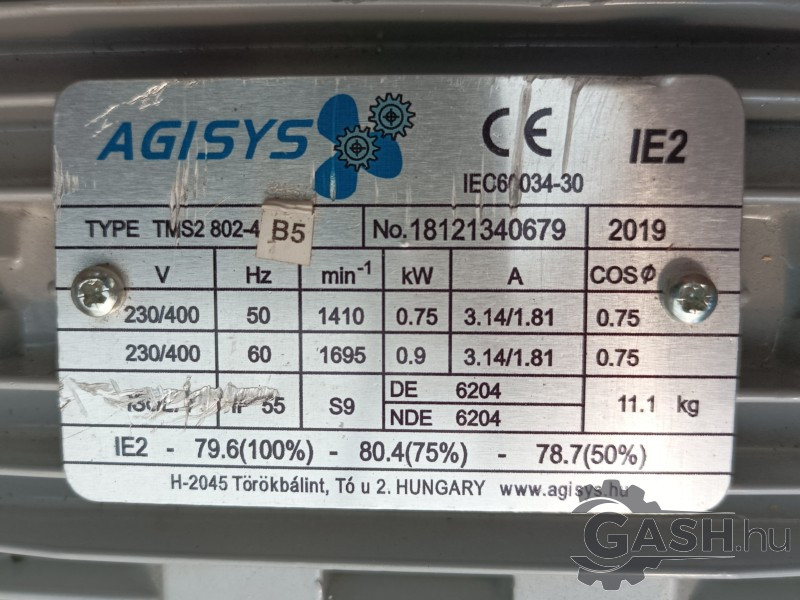 AGISYS
CE
IEC60034-30
IE2
TYPE TMS2 802-4 B5 No.18121340679 2019
V Hz min-1 kW A COSØ
230/400 50 1410 0.75 3.14/1.81 0.75
230/400 60 1695 0.9 3.14/1.81 0.75
IP 55 S9 DE 6204 11.1 kg
NDE 6204
IE2 - 79.6(100%) - 80.4(75%) - 78.7(50%)
H-2045 Törökbálint, Tó u 2. HUNGARY www.agisys.hu
GASH.hu